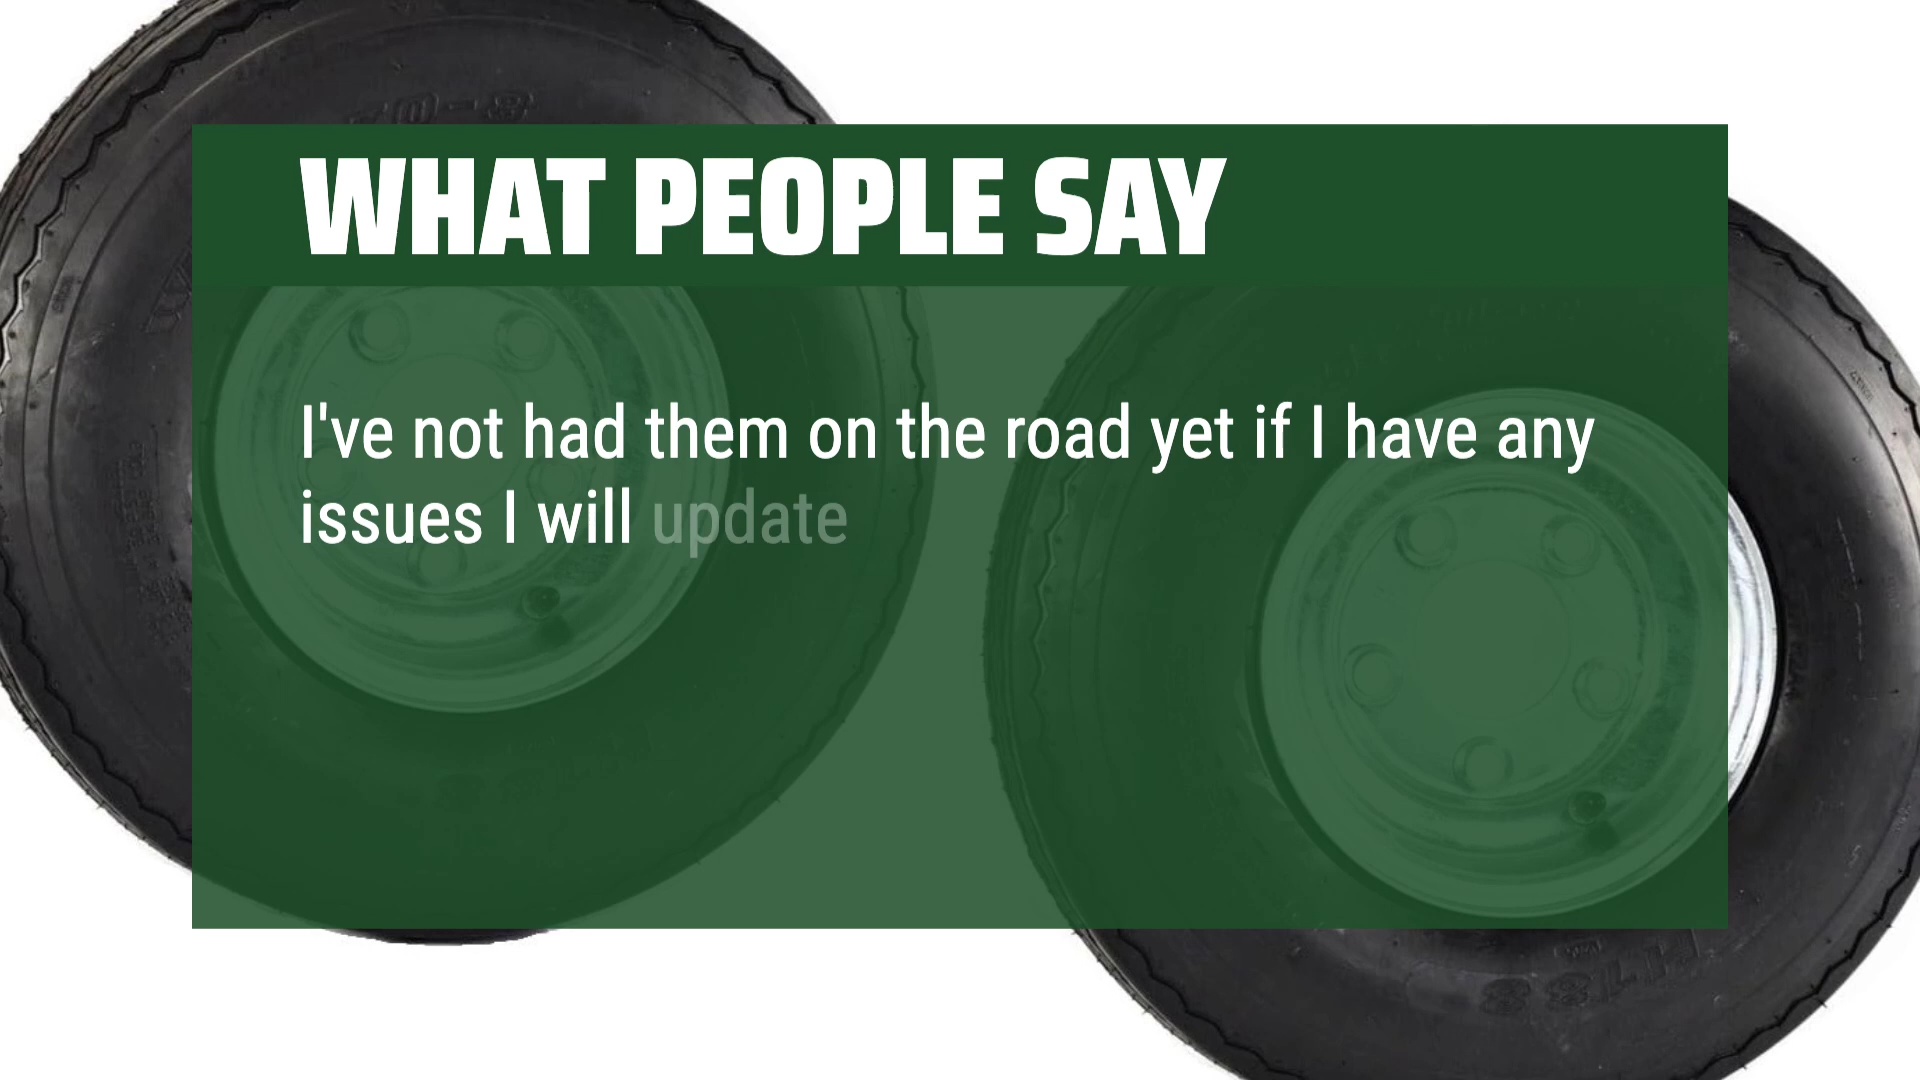 WHAT PEOPLE SAY
I've not had them on the road yet if I have any
issues I will update